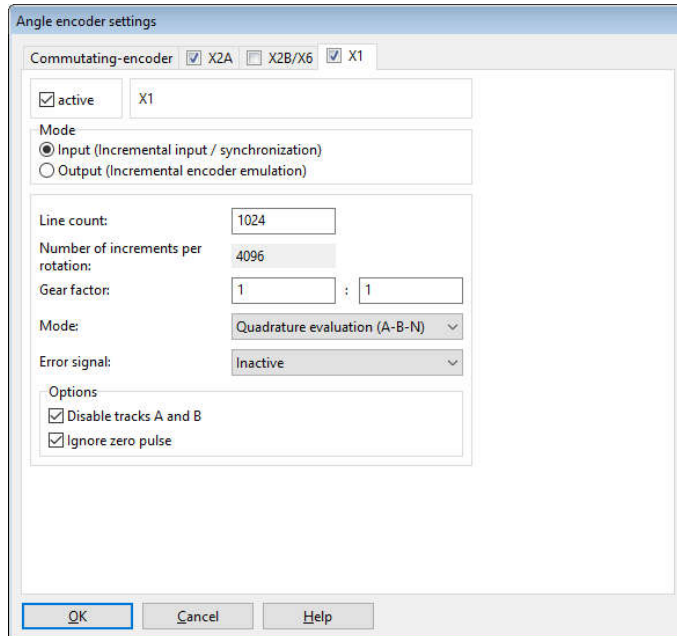 Angle encoder settings
Commutating-encoder X2A X2B/X6 X1
active X1
Mode
Input (Incremental input / synchronization)
Output (Incremental encoder emulation)
Line count: 1024
Number of increments per
rotation: 4096
Gear factor: 1 : 1
Mode: Quadrature evaluation (A-B-N)
Error signal: Inactive
Options
Disable tracks A and B
Ignore zero pulse
OK Cancel Help